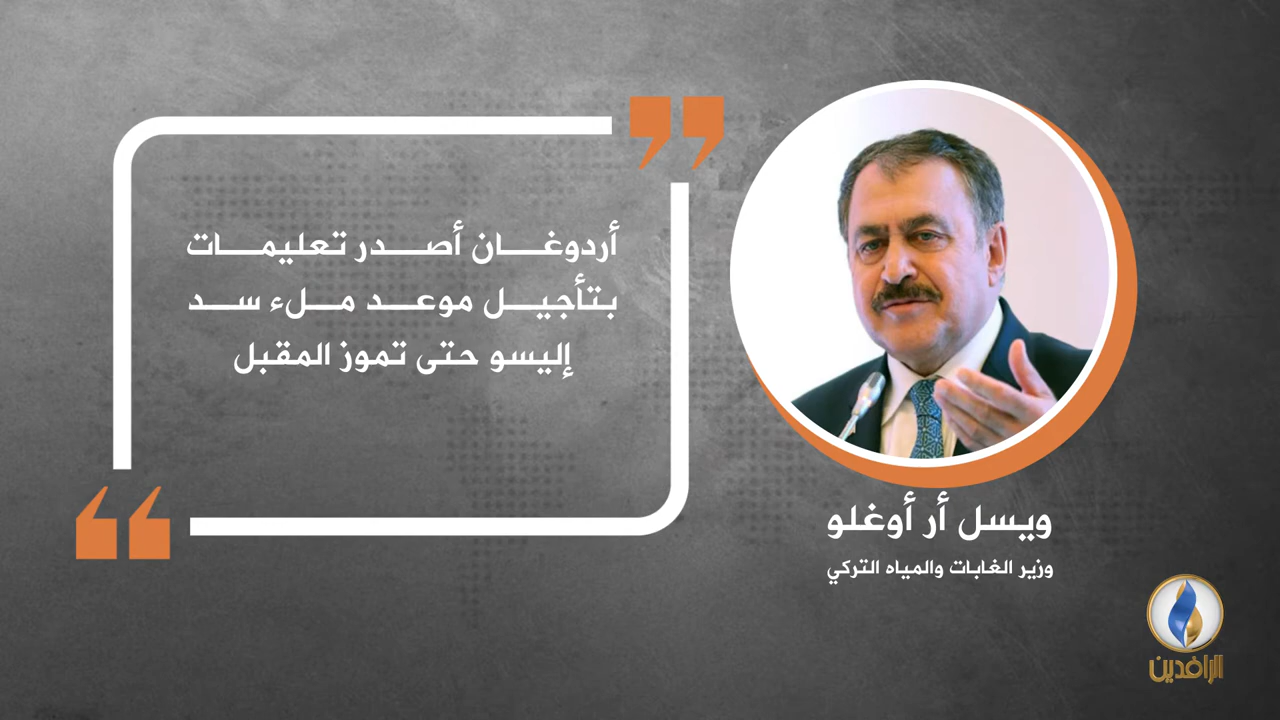 أردوغان أصدر تعليمات
بتأجيل موعد ملء سد
إليسو حتى تموز المقبل
ويسل أر أوغلو
وزير الغابات والمياه التركي
الرافدين